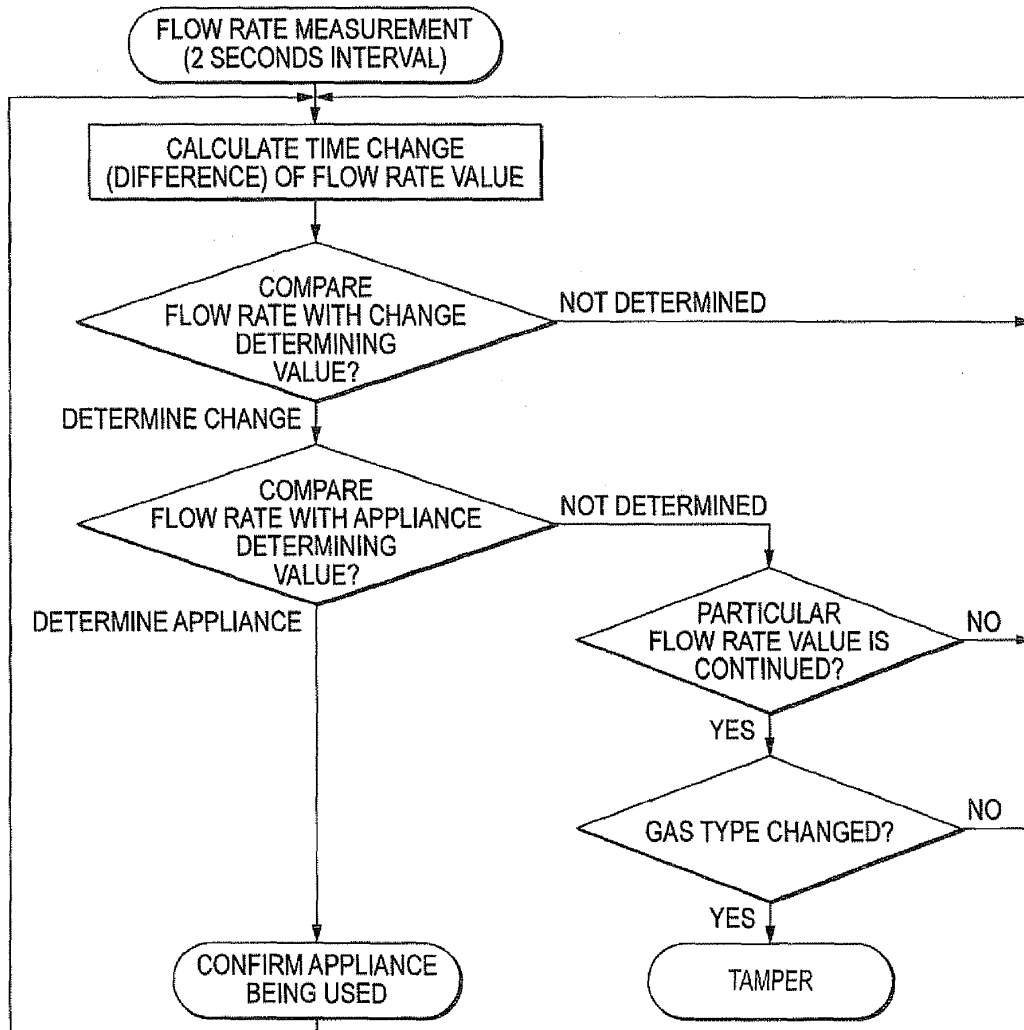 FLOW RATE MEASUREMENT
(2 SECONDS INTERVAL)
CALCULATE TIME CHANGE
(DIFFERENCE) OF FLOW RATE VALUE
COMPARE
FLOW RATE WITH CHANGE
DETERMINING
VALUE?
NOT DETERMINED
DETERMINE CHANGE
COMPARE
FLOW RATE WITH APPLIANCE
DETERMINING
VALUE?
NOT DETERMINED
DETERMINE APPLIANCE
PARTICULAR
FLOW RATE VALUE IS
CONTINUED?
NO
YES
GAS TYPE CHANGED?
NO
YES
CONFIRM APPLIANCE
BEING USED
TAMPER